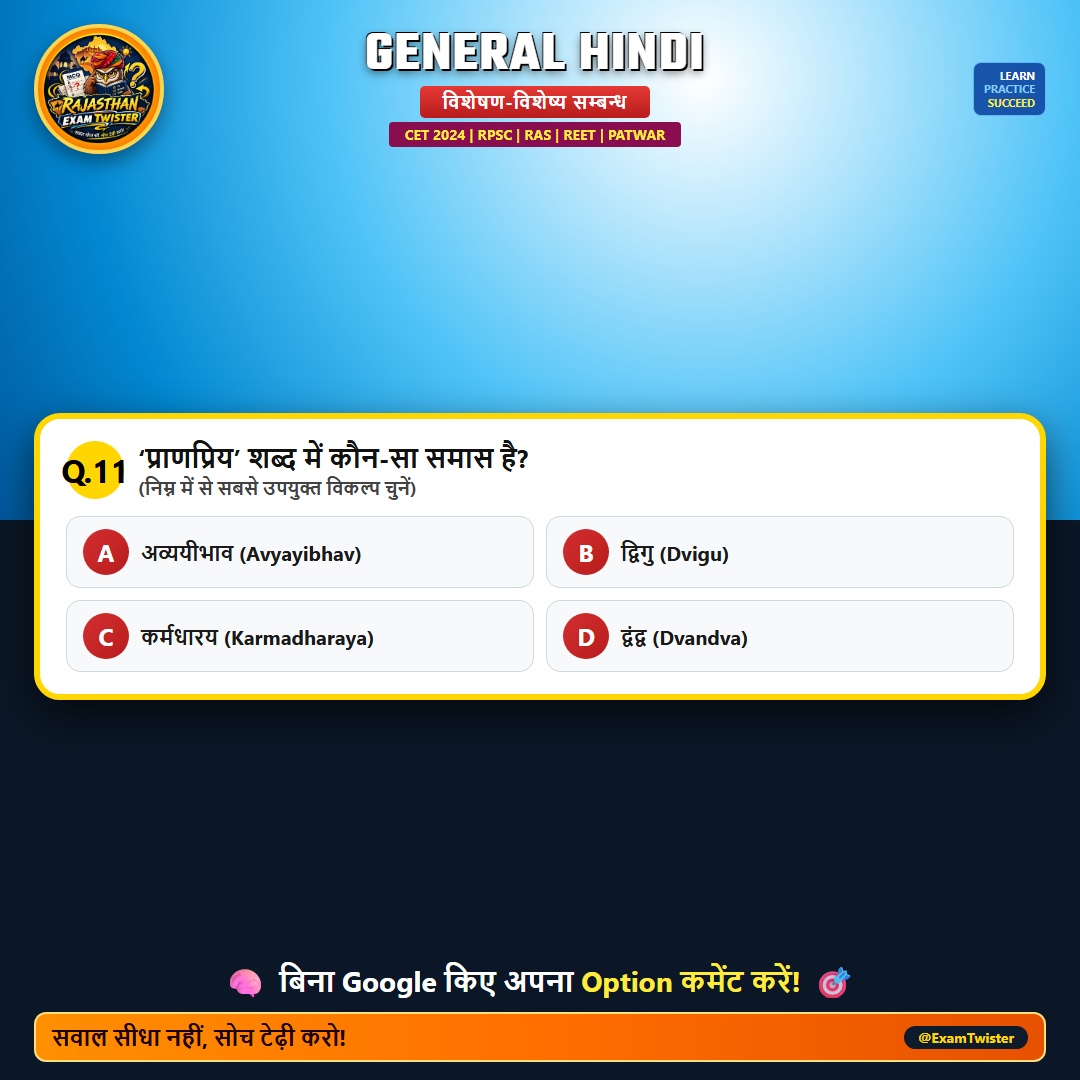 GENERAL HINDI
विशेषण-विशेष्य सम्बन्ध
CET 2024 | RPSC | RAS | REET | PATWAR
LEARN
PRACTICE
SUCCEED
MCQ
RAJASTHAN
EXAM TWISTER
Q.11
‘प्राणप्रिय’ शब्द में कौन-सा समास है?
(निम्न में से सबसे उपयुक्त विकल्प चुनें)
A अव्ययीभाव (Avyayibhav)
B द्विगु (Dvigu)
C कर्मधारय (Karmadharaya)
D द्वंद्व (Dvandva)
बिना Google किए अपना Option कमेंट करें!
सवाल सीधा नहीं, सोच टेढ़ी करो!
@ExamTwister